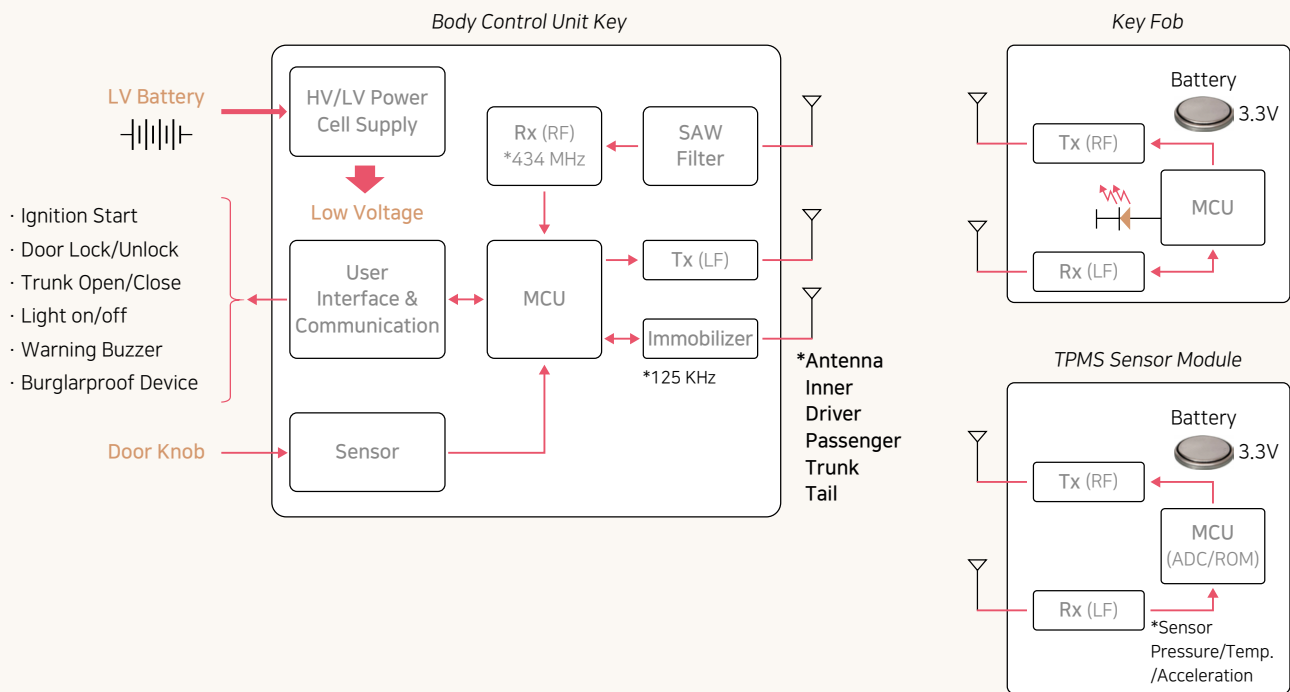 Body Control Unit Key
LV Battery
HV/LV Power
Cell Supply
Low Voltage
Rx (RF)
*434 MHz
SAW
Filter
· Ignition Start
· Door Lock/Unlock
· Trunk Open/Close
· Light on/off
· Warning Buzzer
· Burglarproof Device
User
Interface &
Communication
MCU
Tx (LF)
Immobilizer
*125 KHz
*Antenna
Inner
Driver
Passenger
Trunk
Tail
Door Knob
Sensor
Key Fob
Battery
3.3V
Tx (RF)
MCU
Rx (LF)
TPMS Sensor Module
Battery
3.3V
Tx (RF)
MCU
(ADC/ROM)
Rx (LF)
*Sensor
Pressure/Temp.
/Acceleration